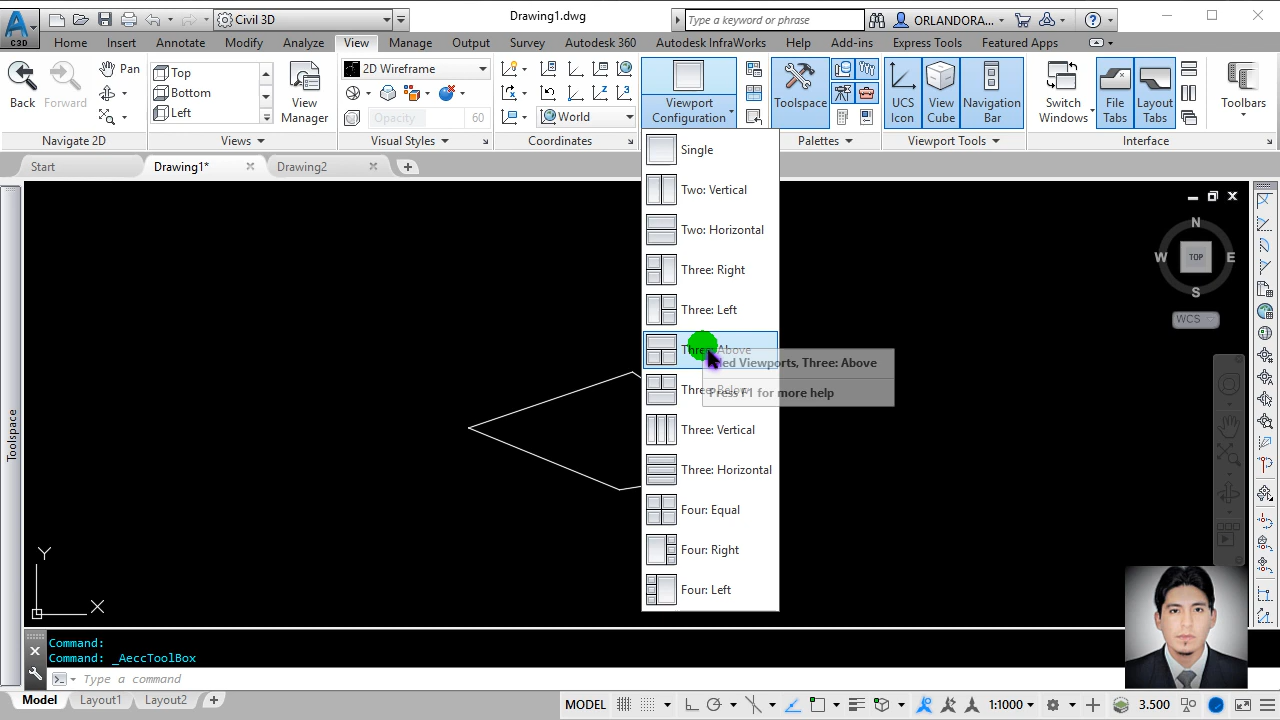 C3D
Civil 3D
Drawing1.dwg
Type a keyword or phrase
ORLANDORA...
Home
Insert
Annotate
Modify
Analyze
View
Manage
Output
Survey
Autodesk 360
Autodesk InfraWorks
Help
Add-ins
Express Tools
Featured Apps
Back
Forward
Pan
Top
Bottom
Left
View
Manager
2D Wireframe
Opacity
60
World
Viewport
Configuration
Toolspace
UCS
Icon
View
Cube
Navigation
Bar
Switch
Windows
File
Tabs
Layout
Tabs
Toolbars
Navigate 2D
Views
Visual Styles
Coordinates
Palettes
Viewport Tools
Interface
Start
Drawing1*
Drawing2
Single
Two: Vertical
Two: Horizontal
Three: Right
Three: Left
Three: Above
Three: Below
Three: Vertical
Three: Horizontal
Four: Equal
Four: Right
Four: Left
Viewports, Three: Above
Press F1 for more help
N
W
TOP
E
S
WCS
Toolspace
Y
X
Command:
Command: _AeccToolBox
Type a command
Model
Layout1
Layout2
MODEL
1:1000
3.500